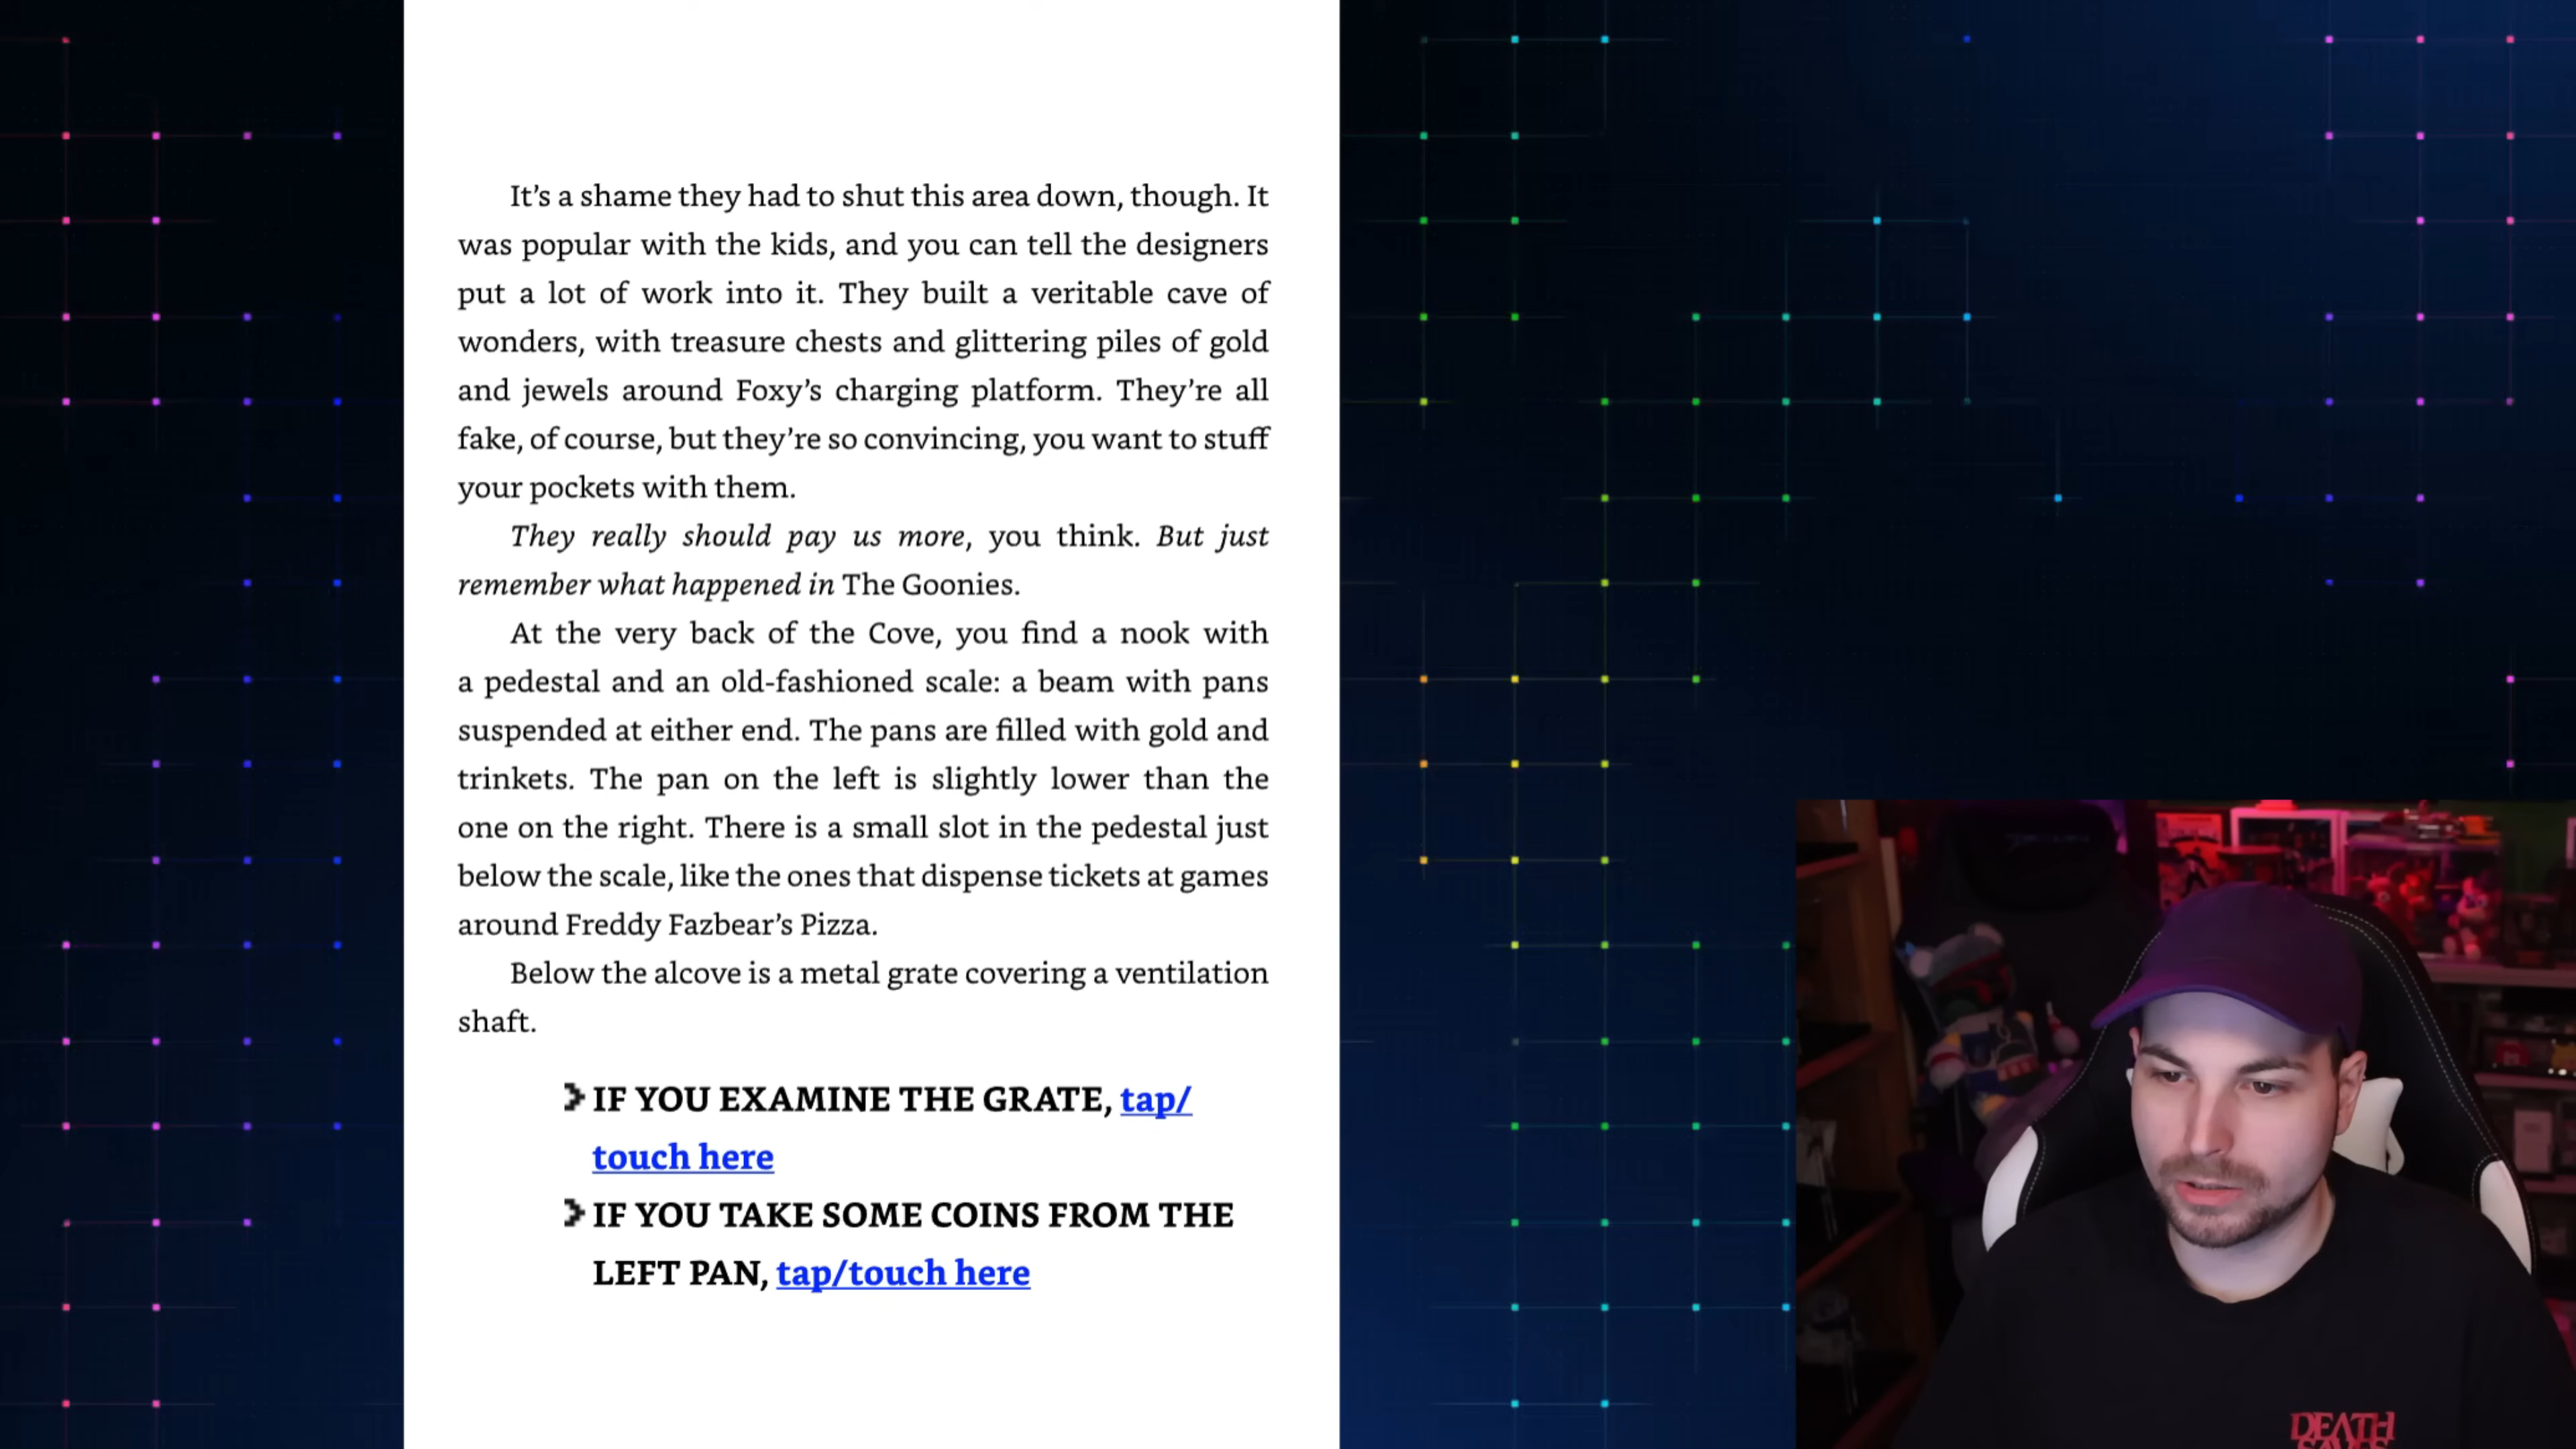 It’s a shame they had to shut this area down, though. It
was popular with the kids, and you can tell the designers
put a lot of work into it. They built a veritable cave of
wonders, with treasure chests and glittering piles of gold
and jewels around Foxy’s charging platform. They’re all
fake, of course, but they’re so convincing, you want to stuff
your pockets with them.
They really should pay us more, you think. But just
remember what happened in The Goonies.
At the very back of the Cove, you find a nook with
a pedestal and an old-fashioned scale: a beam with pans
suspended at either end. The pans are filled with gold and
trinkets. The pan on the left is slightly lower than the
one on the right. There is a small slot in the pedestal just
below the scale, like the ones that dispense tickets at games
around Freddy Fazbear’s Pizza.
Below the alcove is a metal grate covering a ventilation
shaft.
IF YOU EXAMINE THE GRATE, tap/
touch here
IF YOU TAKE SOME COINS FROM THE
LEFT PAN, tap/touch here
DEATH